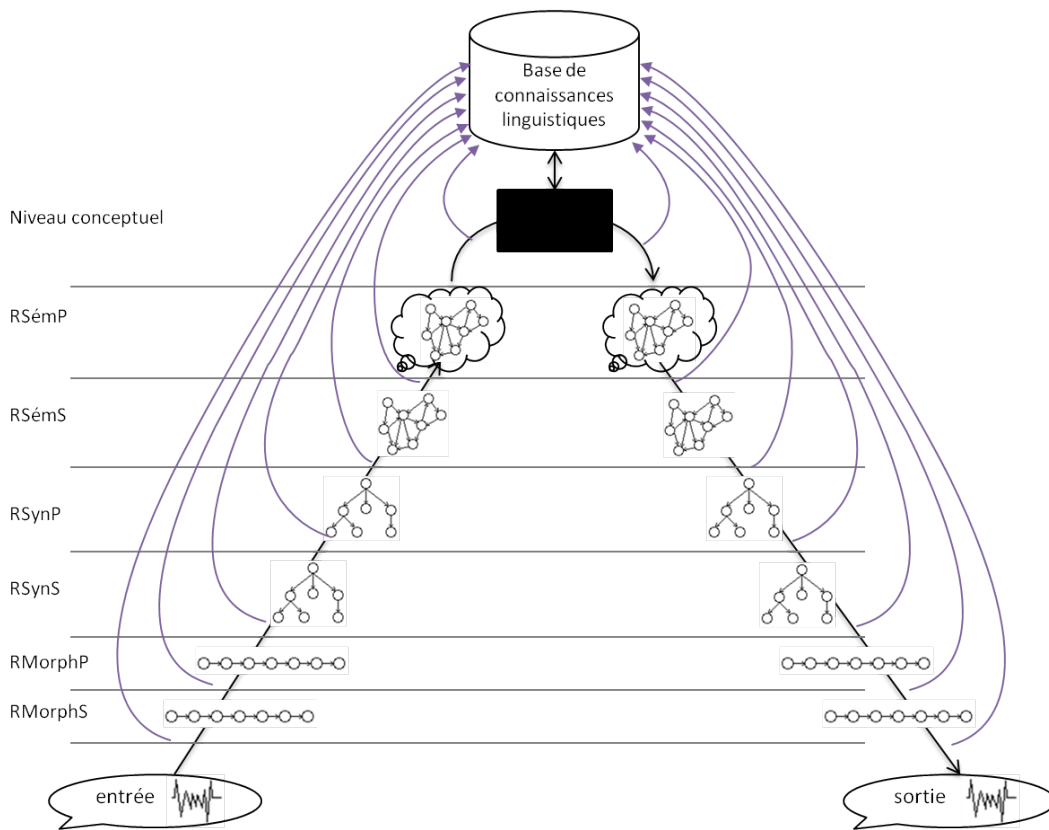 Base de
connaissances
linguistiques
Niveau conceptuel
RSémP
RSémS
RSynP
RSynS
RMorphP
RMorphS
entrée
sortie